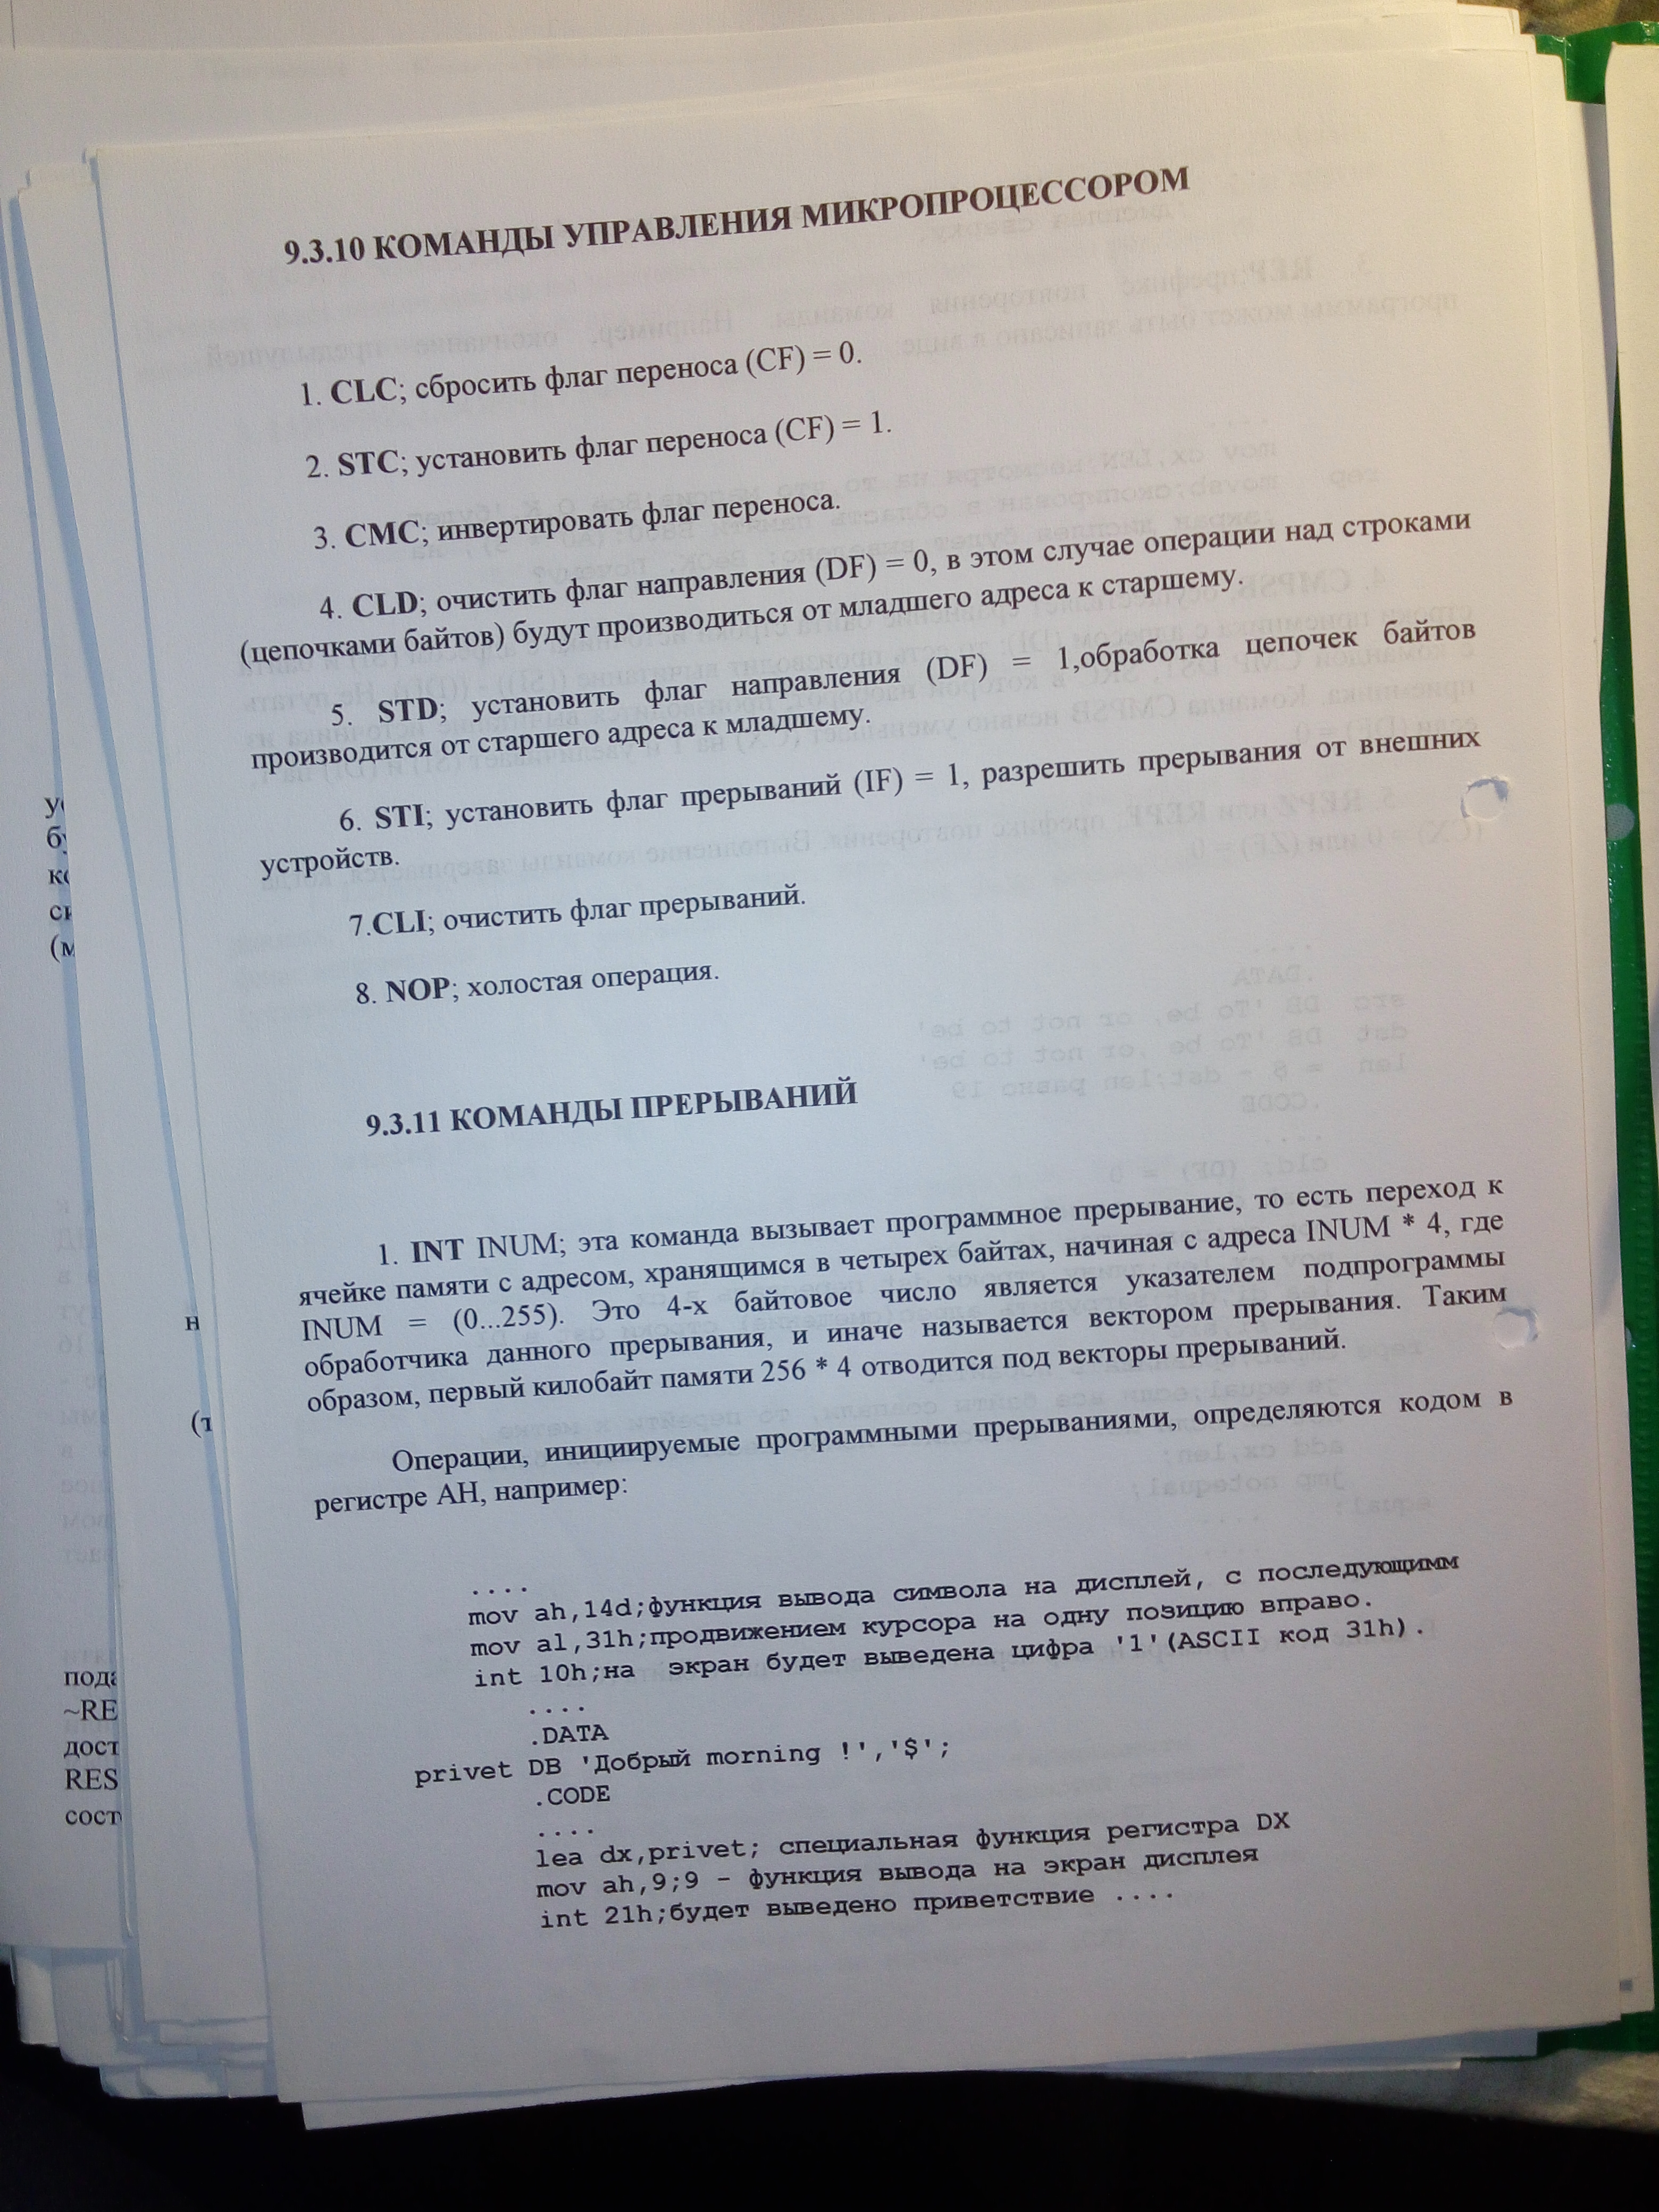 9.3.10 КОМАНДЫ УПРАВЛЕНИЯ МИКРОПРОЦЕССОРОМ
1. CLC; сбросить флаг переноса (CF) = 0.
2. STC; установить флаг переноса (CF) = 1.
3. CMC; инвертировать флаг переноса.
4. CLD; очистить флаг направления (DF) = 0, в этом случае операции над строками
(цепочками байтов) будут производиться от младшего адреса к старшему.
5. STD; установить флаг направления (DF) = 1,обработка цепочек байтов
производится от старшего адреса к младшему.
6. STI; установить флаг прерываний (IF) = 1, разрешить прерывания от внешних
устройств.
7.CLI; очистить флаг прерываний.
8. NOP; холостая операция.
9.3.11 КОМАНДЫ ПРЕРЫВАНИЙ
1. INT INUM; эта команда вызывает программное прерывание, то есть переход к
ячейке памяти с адресом, хранящимся в четырех байтах, начиная с адреса INUM * 4, где
INUM = (0...255). Это 4-х байтовое число является указателем подпрограммы
обработчика данного прерывания, и иначе называется вектором прерывания. Таким
образом, первый килобайт памяти 256 * 4 отводится под векторы прерываний.
Операции, инициируемые программными прерываниями, определяются кодом в
регистре AH, например:
....
mov ah,14d;функция вывода символа на дисплей, с последующимм
mov al,31h;продвижением курсора на одну позицию вправо.
int 10h;на экран будет выведена цифра '1'(ASCII код 31h).
....
.DATA
privet DB 'Добрый morning !','$';
.CODE
....
lea dx,privet; специальная функция регистра DX
mov ah,9;9 - функция вывода на экран дисплея
int 21h;будет выведено приветствие ....